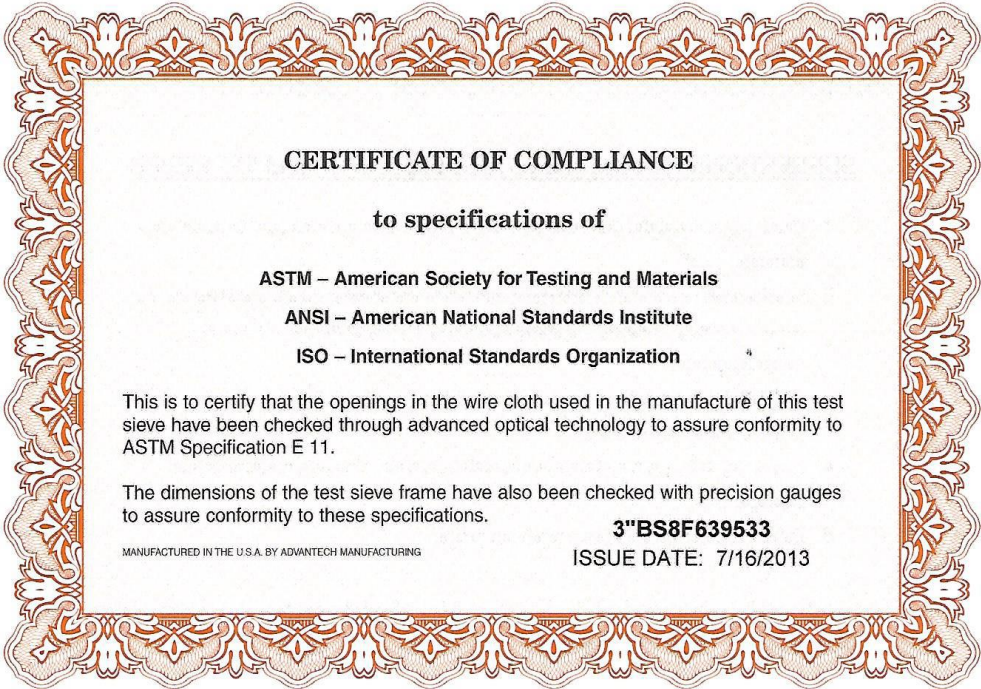 CERTIFICATE OF COMPLIANCE
to specifications of
ASTM – American Society for Testing and Materials
ANSI – American National Standards Institute
ISO – International Standards Organization
This is to certify that the openings in the wire cloth used in the manufacture of this test
sieve have been checked through advanced optical technology to assure conformity to
ASTM Specification E 11.
The dimensions of the test sieve frame have also been checked with precision gauges
to assure conformity to these specifications.
3"BS8F639533
MANUFACTURED IN THE U.S.A. BY ADVANTECH MANUFACTURING
ISSUE DATE: 7/16/2013